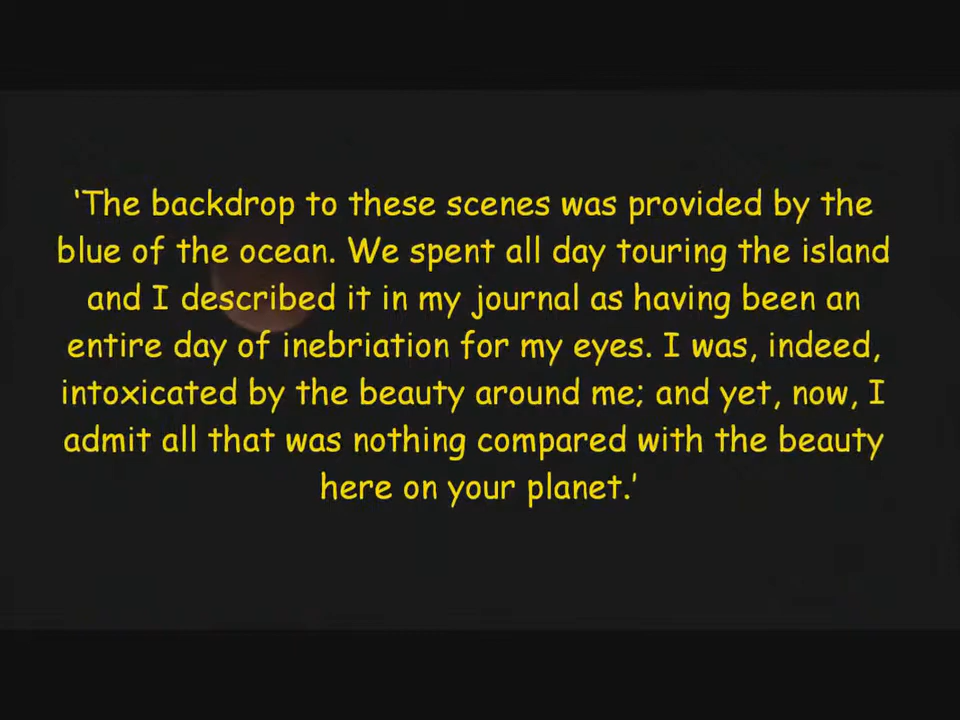 ‘The backdrop to these scenes was provided by the
blue of the ocean. We spent all day touring the island
and I described it in my journal as having been an
entire day of inebriation for my eyes. I was, indeed,
intoxicated by the beauty around me; and yet, now, I
admit all that was nothing compared with the beauty
here on your planet.’